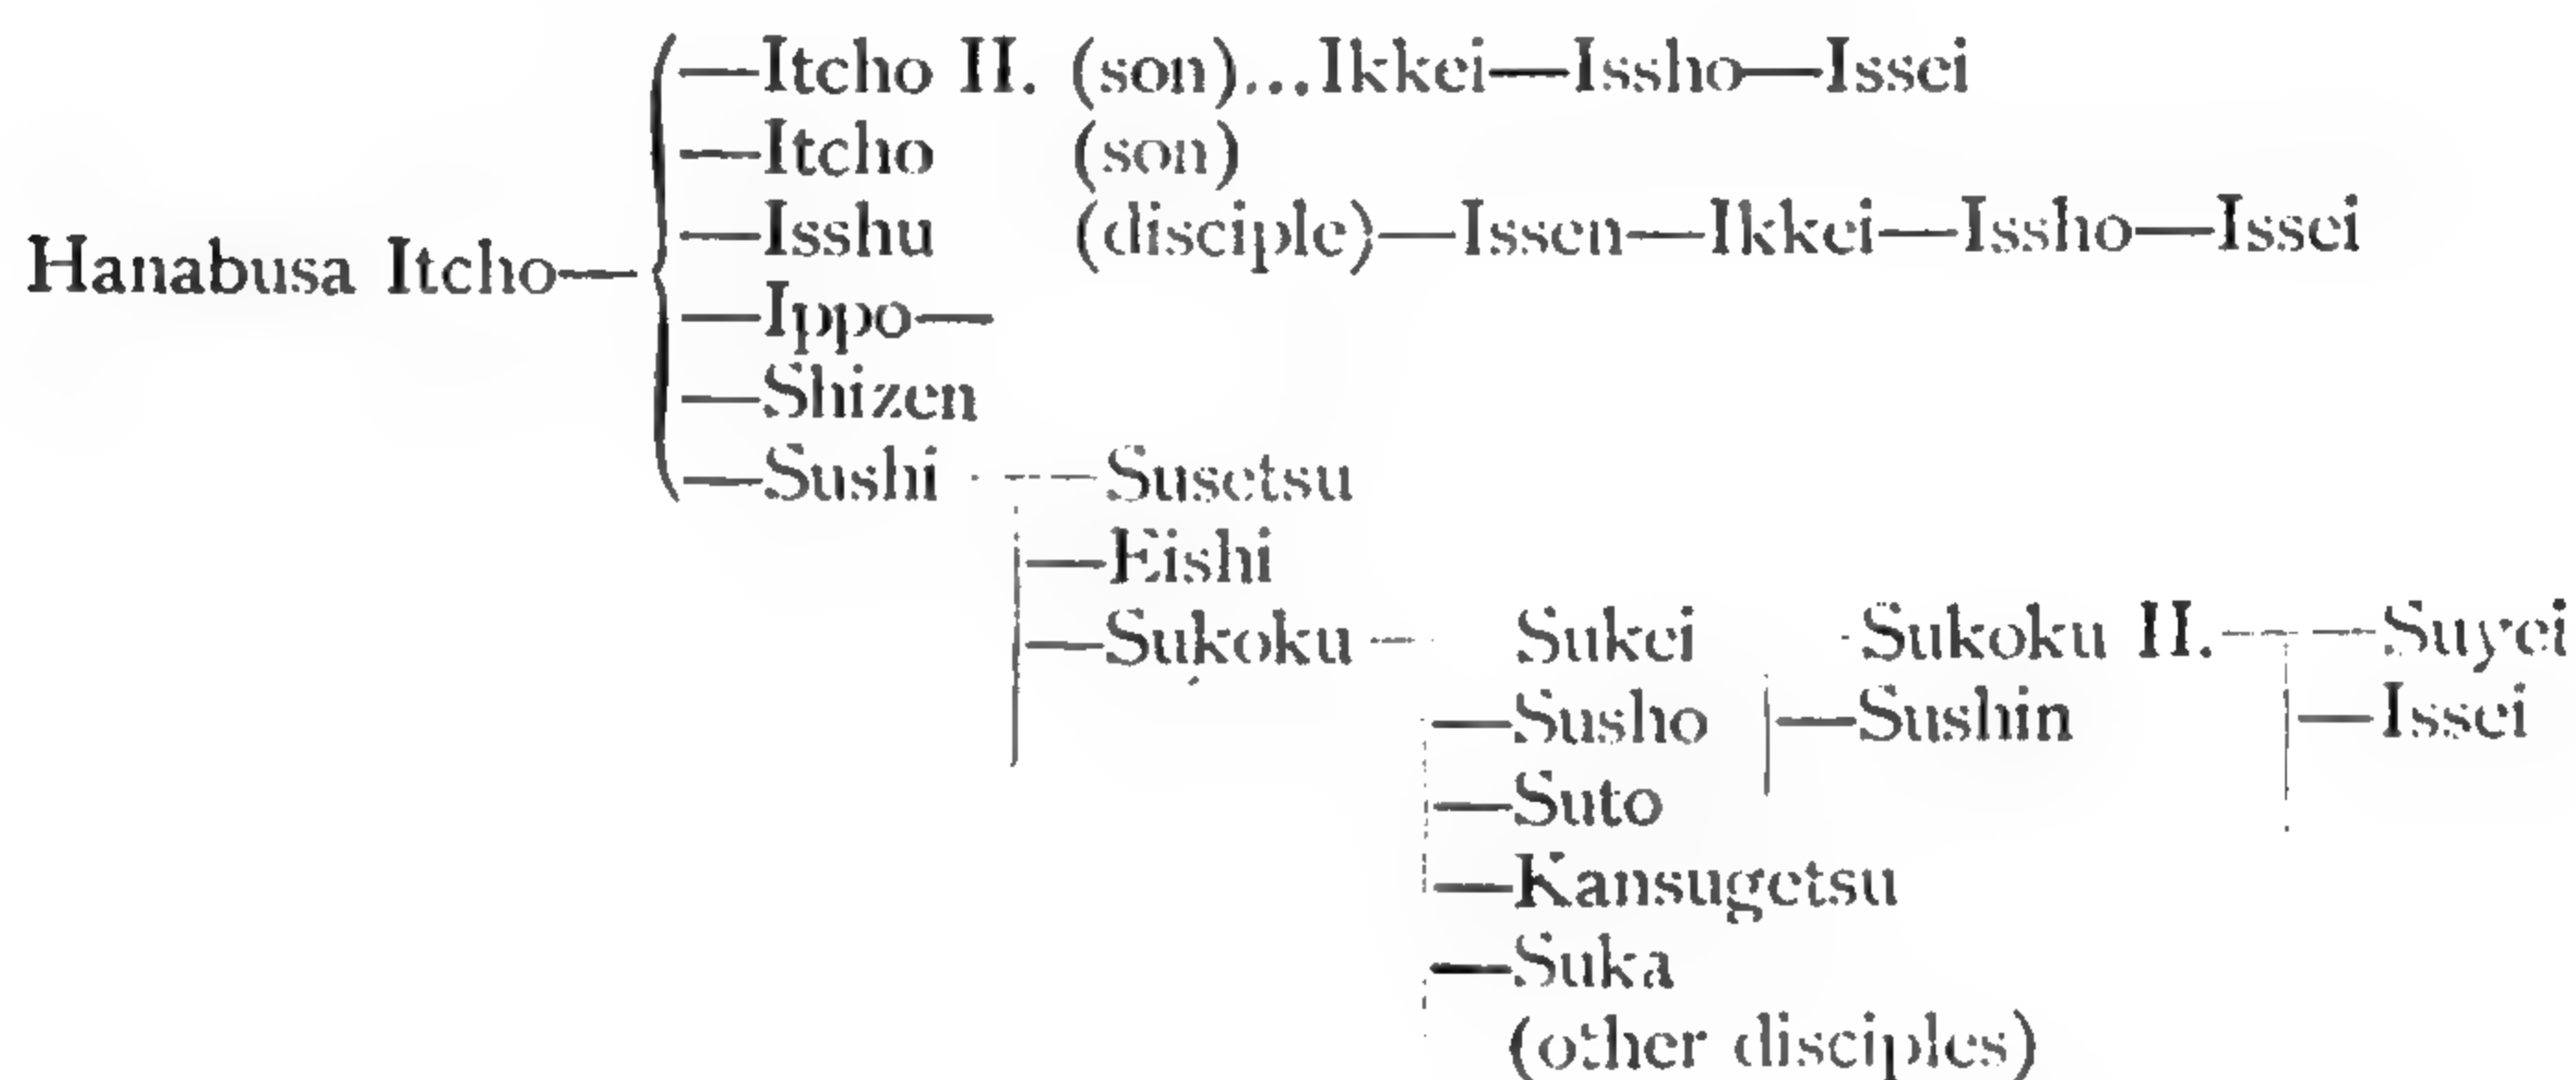 —Itcho II. (son)...Ikkei—Issho—Issei
—Itcho (son)
—Isshu (disciple)—Issen—Ikkei—Issho—Issei
Hanabusa Itcho—
—Ippo—
—Shizen
—Sushi —Susetsu
—Eishi
—Sukoku — Sukei -Sukoku II.——Suyei
—Susho —Sushin —Issei
—Suto
—Kansugetsu
—Suka
(other disciples)